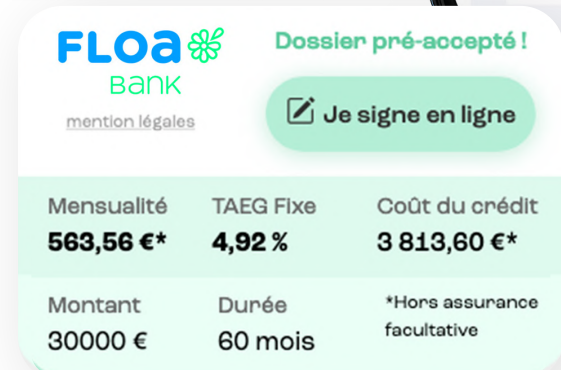 FLOa
Bank
mention légales
Dossier pré-accepté !
Je signe en ligne
Mensualité
563,56 €*
TAEG Fixe
4,92 %
Coût du crédit
3 813,60 €*
Montant
30000 €
Durée
60 mois
*Hors assurance
facultative